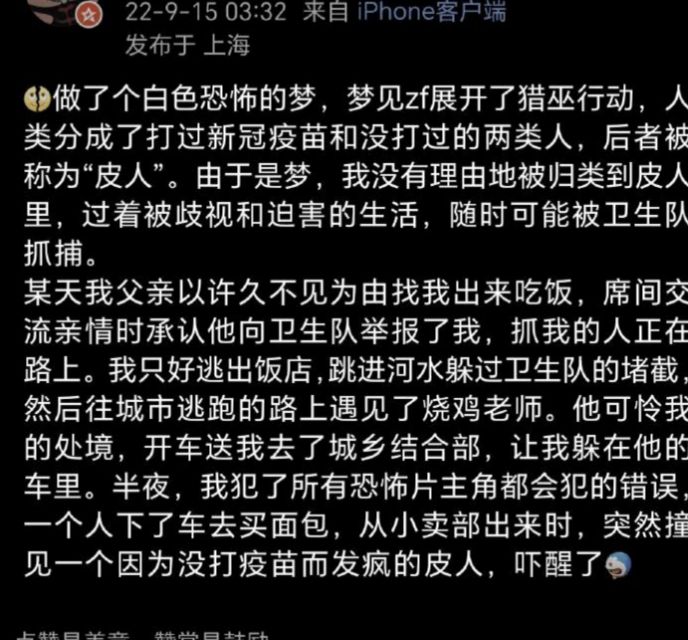 22-9-15 03:32 来自 iPhone客户端
发布于 上海
做了个白色恐怖的梦，梦见zf展开了猎巫行动，人
类分成了打过新冠疫苗和没打过的两类人，后者被
称为“皮人”。由于是梦，我没有理由地被归类到皮人
里，过着被歧视和迫害的生活，随时可能被卫生队
抓捕。
某天我父亲以许久不见为由找我出来吃饭，席间交
流亲情时承认他向卫生队举报了我，抓我的人正在
路上。我只好逃出饭店,跳进河水躲过卫生队的堵截,
然后往城市逃跑的路上遇见了烧鸡老师。他可怜我
的处境，开车送我去了城乡结合部，让我躲在他的
车里。半夜，我犯了所有恐怖片主角都会犯的错误,
一个人下了车去买面包，从小卖部出来时，突然撞
见一个因为没打疫苗而发疯的皮人，吓醒了
点赞是美意，赞赏是鼓励